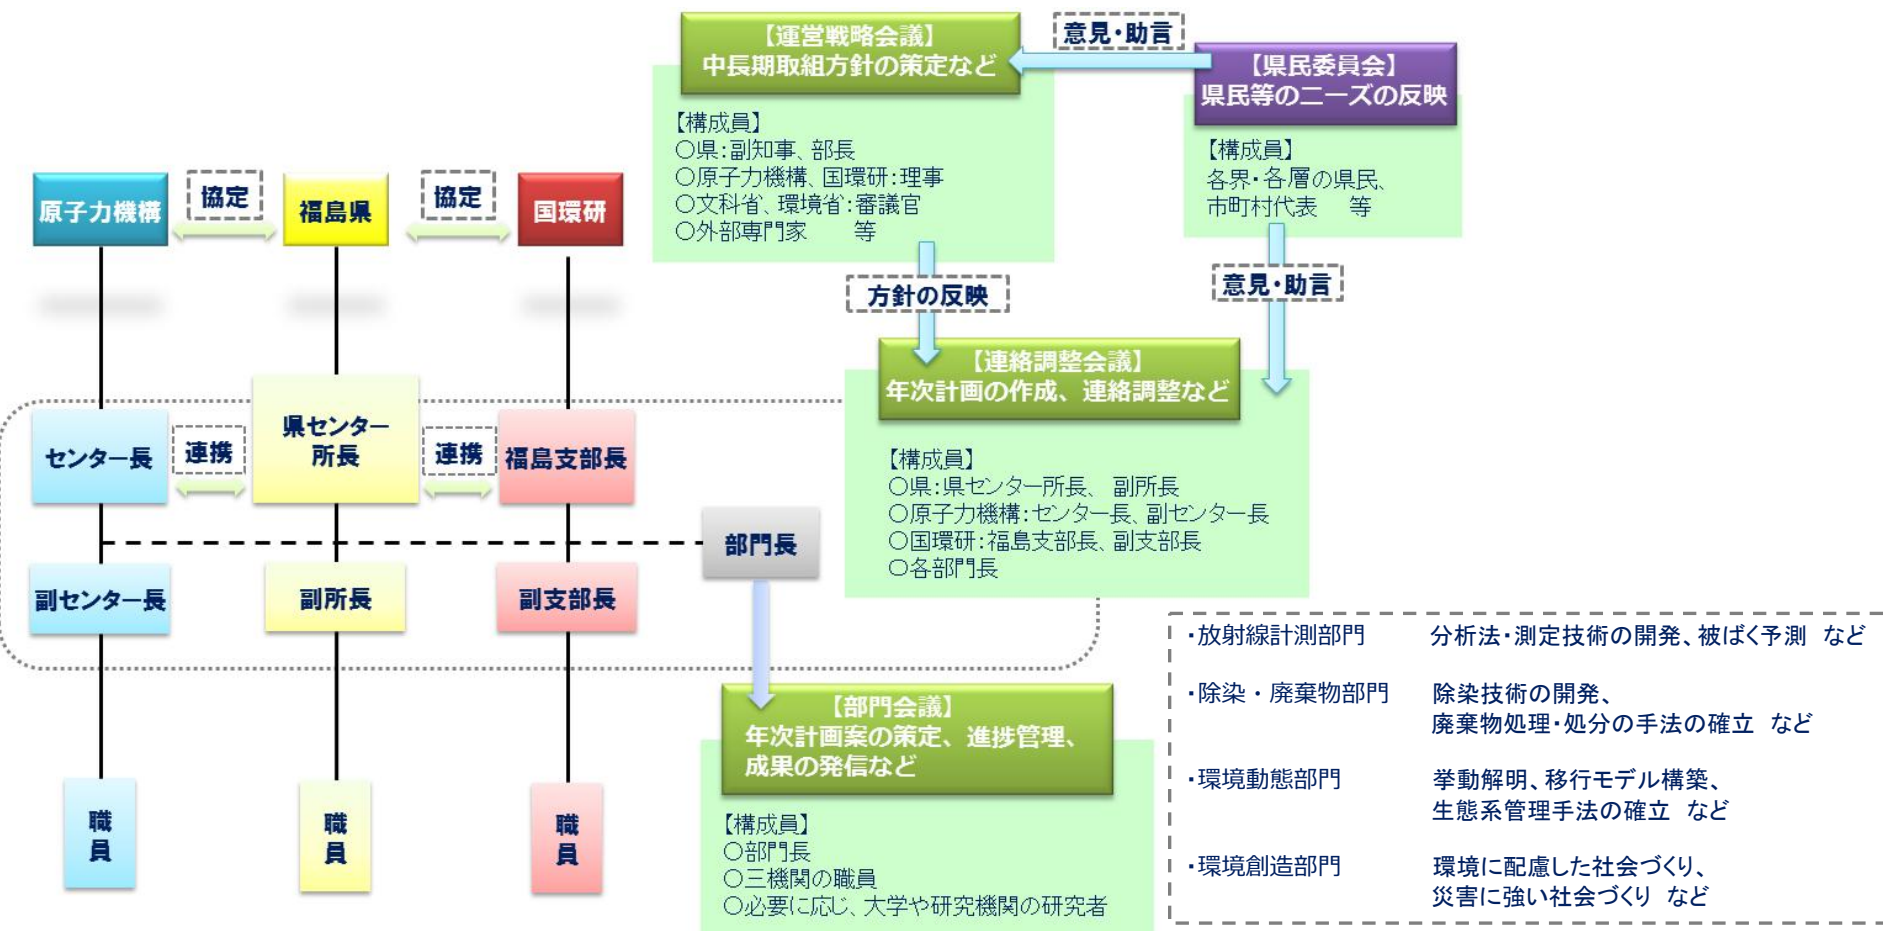 【運営戦略会議】
中長期取組方針の策定など
意見・助言
【県民委員会】
県民等のニーズの反映
【構成員】
○県:副知事、部長
○原子力機構、国環研:理事
○文科省、環境省:審議官
○外部専門家　　等
【構成員】
各界・各層の県民、
市町村代表　等
原子力機構
協定
福島県
協定
国環研
方針の反映
意見・助言
【連絡調整会議】
年次計画の作成、連絡調整など
【構成員】
○県:県センター所長、 副所長
○原子力機構:センター長、副センター長
○国環研:福島支部長、副支部長
○各部門長
センター長
連携
県センター
所長
連携
福島支部長
部門長
副センター長
副所長
副支部長
職員
職員
職員
【部門会議】
年次計画案の策定、進捗管理、
成果の発信など
【構成員】
○部門長
○三機関の職員
○必要に応じ、大学や研究機関の研究者
・放射線計測部門　分析法・測定技術の開発、被ばく予測 など
・除染・廃棄物部門　除染技術の開発、
廃棄物処理・処分の手法の確立 など
・環境動態部門　挙動解明、移行モデル構築、
生態系管理手法の確立 など
・環境創造部門　環境に配慮した社会づくり、
災害に強い社会づくり など